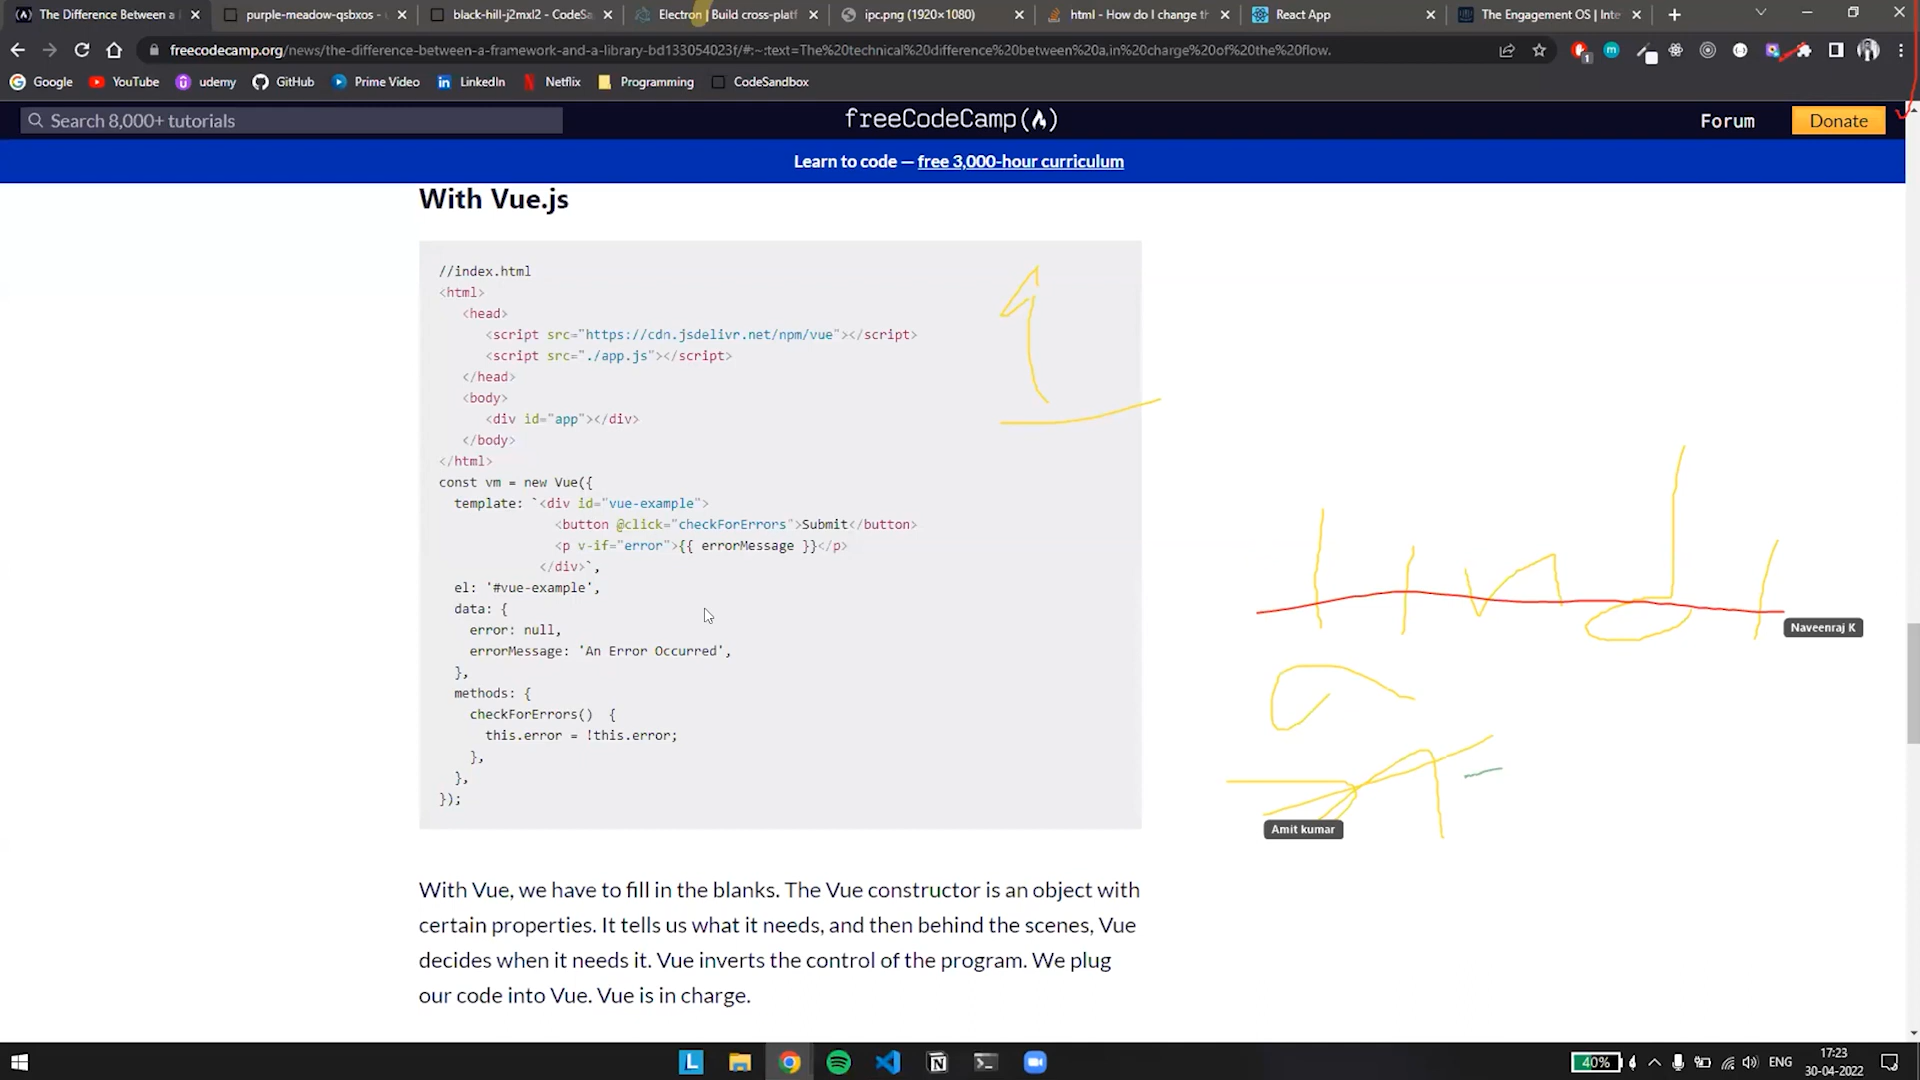 The Difference Between a
purple-meadow-qsbxos -
black-hill-j2mxl2 - CodeSa
Electron | Build cross-platf
ipc.png (1920×1080)
html - How do I change th
React App
The Engagement OS | Inte
freecodecamp.org/news/the-difference-between-a-framework-and-a-library-bd133054023f/#:~:text=The%20technical%20difference%20between%20a,in%20charge%20of%20the%20flow.
1
Google YouTube udemy GitHub Prime Video LinkedIn Netflix Programming CodeSandbox
Search 8,000+ tutorials
freeCodeCamp
Forum
Donate
Learn to code — free 3,000-hour curriculum
With Vue.js
//index.html
<html>
<head>
<script src="https://cdn.jsdelivr.net/npm/vue"></script>
<script src="./app.js"></script>
</head>
<body>
<div id="app"></div>
</body>
</html>
const vm = new Vue({
template: `<div id="vue-example">
<button @click="checkForErrors">Submit</button>
<p v-if="error">{{ errorMessage }}</p>
</div>`,
el: '#vue-example',
data: {
error: null,
errorMessage: 'An Error Occurred',
},
methods: {
checkForErrors()  {
this.error = !this.error;
},
},
});
Naveenraj K
Amit kumar
With Vue, we have to fill in the blanks. The Vue constructor is an object with
certain properties. It tells us what it needs, and then behind the scenes, Vue
decides when it needs it. Vue inverts the control of the program. We plug
our code into Vue. Vue is in charge.
40%
ENG
17:23
30-04-2022